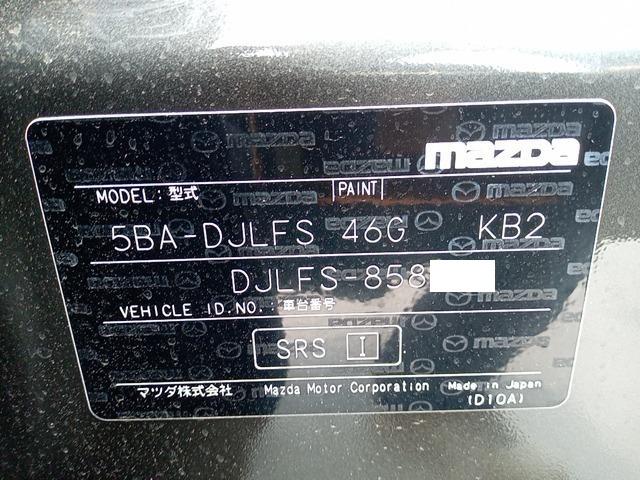 mazda
MODEL: 型式 PAINT
5BA-DJLFS 46G KB2
DJLFS-858
VEHICLE ID.NO.: 車台番号
SRS I
マツダ株式会社 Mazda Motor Corporation Made in Japan
(D10A)